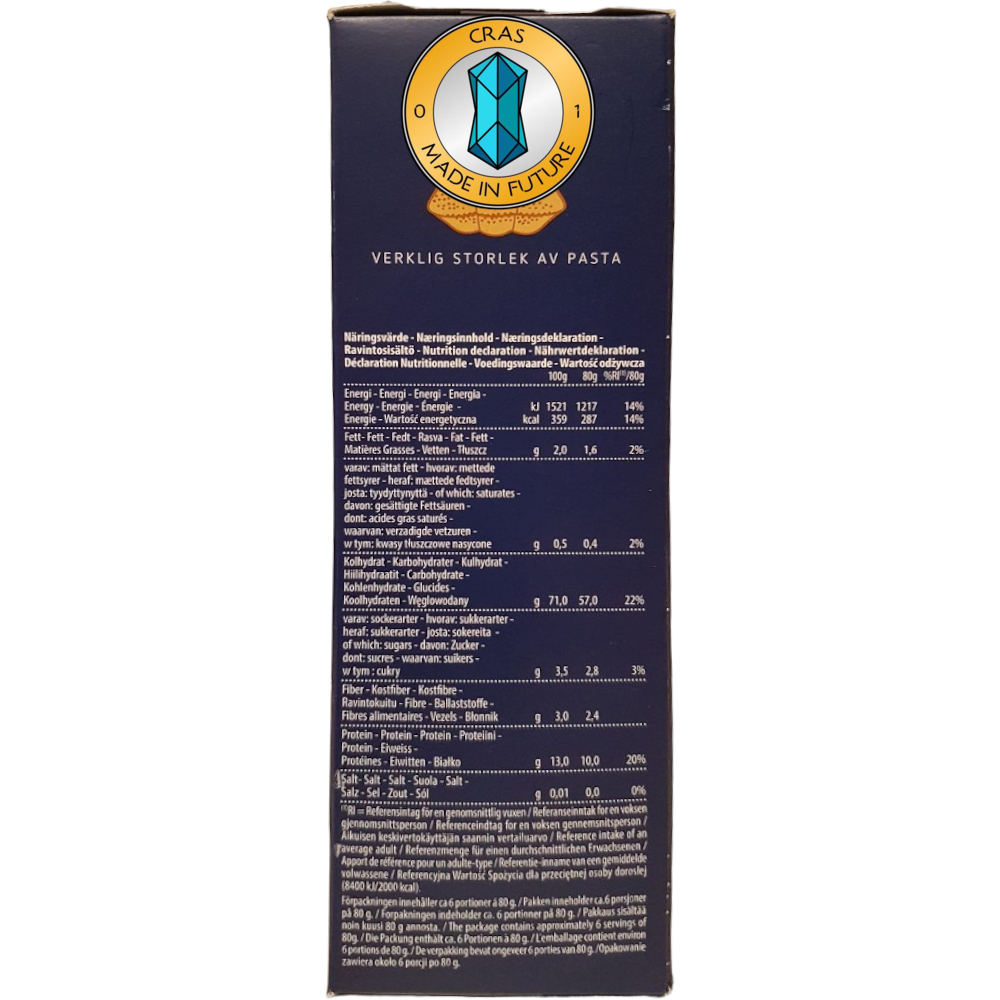 CRAS
0 1
MADE IN FUTURE
VERKLIG STORLEK AV PASTA
Näringsvärde - Næringsinnhold - Næringsdeklaration -
Ravintosisältö - Nutrition declaration - Nährwertdeklaration -
Déclaration Nutritionnelle - Voedingswaarde - Wartość odżywcza
100g 80g %RI⁽¹⁾/80g
Energi - Energi - Energi - Energia -
Energy - Energie - Énergie - kJ 1521 1217 14%
Energie - Wartość energetyczna kcal 359 287 14%
Fett- Fett - Fedt - Rasva - Fat - Fett -
Matières Grasses - Vetten - Tłuszcz g 2,0 1,6 2%
varav: mättat fett - hvorav: mettede
fettsyrer - heraf: mættede fedtsyrer -
josta: tyydyttynyttä - of which: saturates -
davon: gesättigte Fettsäuren -
dont: acides gras saturés -
waarvan: verzadigde vetzuren -
w tym: kwasy tłuszczowe nasycone g 0,5 0,4 2%
Kolhydrat - Karbohydrater - Kulhydrat -
Hiilihydraatit - Carbohydrate -
Kohlenhydrate - Glucides -
Koolhydraten - Węglowodany g 71,0 57,0 22%
varav: sockerarter - hvorav: sukkerarter -
heraf: sukkerarter - josta: sokereita -
of which: sugars - davon: Zucker -
dont: sucres - waarvan: suikers -
w tym : cukry g 3,5 2,8 3%
Fiber - Kostfiber - Kostfibre -
Ravintokuitu - Fibre - Ballaststoffe -
Fibres alimentaires - Vezels - Błonnik g 3,0 2,4
Protein - Protein - Protein - Proteiini -
Protein - Eiweiss -
Protéines - Eiwitten - Białko g 13,0 10,0 20%
Salt- Salt - Salt - Suola - Salt -
Salz - Sel - Zout - Sól g 0,01 0,0 0%
⁽¹⁾RI = Referensintag för en genomsnittlig vuxen / Referanseinntak for en voksen
gjennomsnittsperson / Referenceindtag for en voksen gennemsnitsperson /
Aikuisen keskivertokäyttäjän saannin vertailuarvo / Reference intake of an
average adult / Referenzmenge für einen durchschnittlichen Erwachsenen /
Apport de référence pour un adulte-type / Referentie-inname van een gemiddelde
volwassene / Referencyjna Wartość Spożycia dla przeciętnej osoby dorosłej
(8400 kJ/2000 kcal).
Förpackningen innehåller ca 6 portioner à 80 g. / Pakken inneholder ca. 6 porsjoner
på 80 g. / Forpakningen indeholder ca. 6 portinner på 80 g. / Pakkaus sisältää
noin kuusi 80 g annosta. / The package contains approximately 6 servings of
80g. / Die Packung enthält ca. 6 Portionen à 80 g. / L'emballage contient environ
6 portions de 80 g. / De verpakking bevat ongeveer 6 porties van 80 g. /Opakowanie
zawiera około 6 porcji po 80 g.